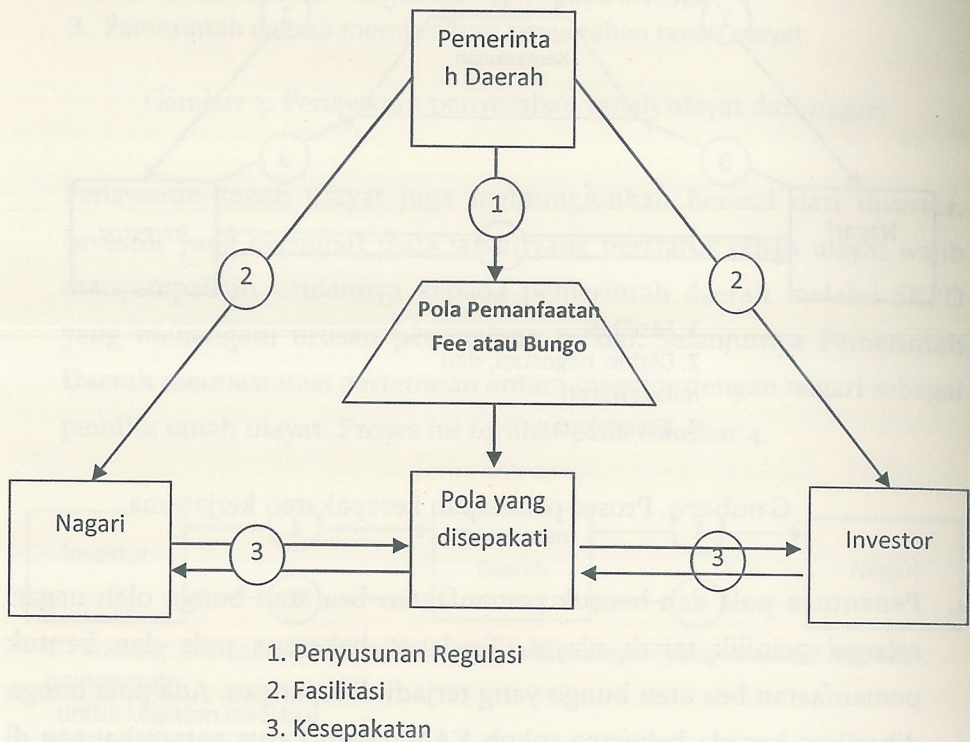 Pemerinta
h Daerah
1
2
2
Pola Pemanfaatan
Fee atau Bungo
Nagari
3
Pola yang
disepakati
3
Investor
1. Penyusunan Regulasi
2. Fasilitasi
3. Kesepakatan